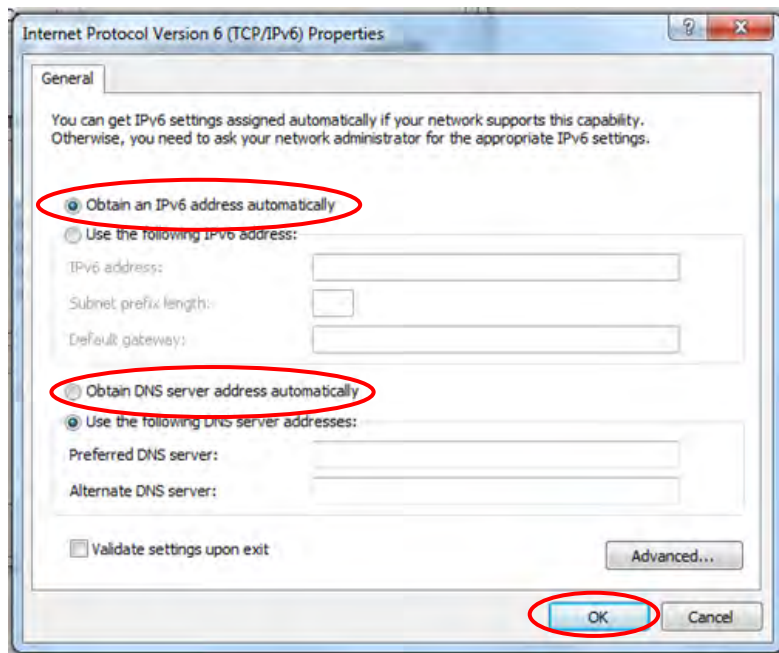 Internet Protocol Version 6 (TCP/IPv6) Properties
General
You can get IPv6 settings assigned automatically if your network supports this capability.
Otherwise, you need to ask your network administrator for the appropriate IPv6 settings.
Obtain an IPv6 address automatically
Use the following IPv6 address:
IPv6 address:
Subnet prefix length:
Default gateway:
Obtain DNS server address automatically
Use the following DNS server addresses:
Preferred DNS server:
Alternate DNS server:
Validate settings upon exit
Advanced...
OK
Cancel